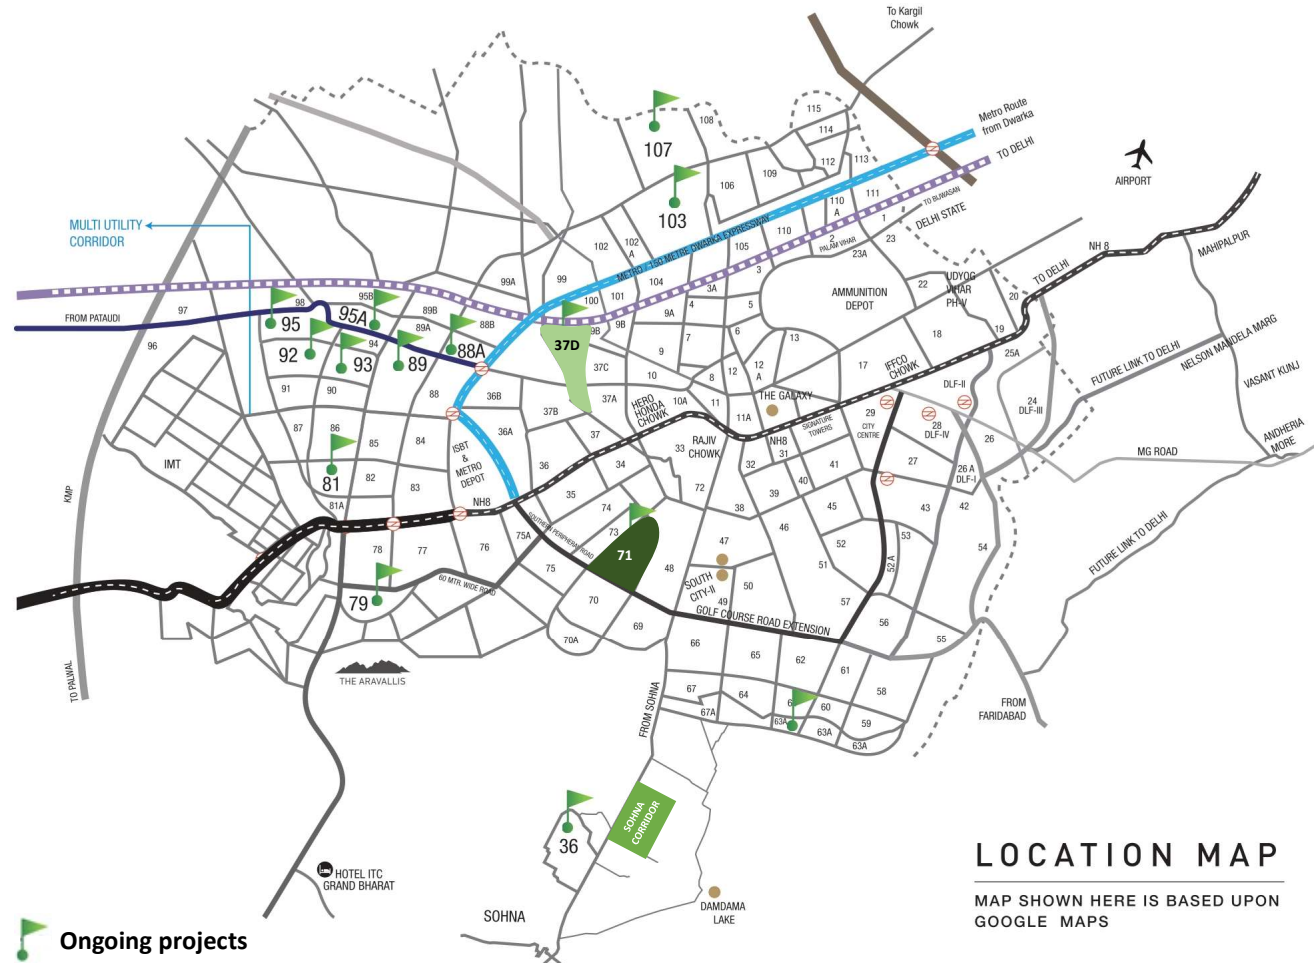 To Kargil
Chowk
Metro Route
from Dwarka
TO DELHI
AIRPORT
115
108
114
107
112
113
109
106
111
103
110
A
TO BIJWASAN
DELHI STATE
MULTI UTILITY
CORRIDOR
METRO / 150 METRE DWARKA EXPRESSWAY
102
102
A
105
110
2
PALAM VIHAR
1
23
23A
NH 8
TO DELHI
MAHIPALPUR
99A
99
104
3
3A
AMMUNITION
DEPOT
22
UDYOG
VIHAR
PH-V
20
FROM PATAUDI
97
98
95B
100
101
95
95A
89B
89A
88B
9B
9B
9A
4
5
6
13
18
19
96
92
94
93
89
88A
37D
9
7
12
12
A
17
IFFCO
CHOWK
25A
FUTURE LINK TO DELHI
NELSON MANDELA MARG
VASANT KUNJ
91
90
88
36B
37C
10
8
37B
37A
HERO
HONDA
CHOWK
10A
11
11A
THE GALAXY
DLF-II
24
DLF-III
87
86
85
84
ISBT
&
METRO
DEPOT
36A
37
33
RAJIV
CHOWK
NH8
31
SIGNATURE
TOWERS
29
CITY
CENTRE
28
DLF-IV
26
ANDHERIA
MORE
MG ROAD
IMT
81
82
83
36
34
32
41
27
26 A
DLF-I
KMP
81A
NH8
35
72
39
40
74
38
45
43
42
SOUTHERN PERIPHERAL ROAD
73
46
78
77
76
75A
71
47
52
53
54
FUTURE LINK TO DELHI
79
60 MTR. WIDE ROAD
75
48
SOUTH
CITY-II
50
51
52 A
70
49
57
GOLF COURSE ROAD EXTENSION
56
70A
69
66
65
62
55
61
THE ARAVALLIS
TO PALWAL
67
64
60
58
67A
63A
63A
59
63A
FROM
FARIDABAD
FROM SOHNA
SOHNA
CORRIDOR
36
HOTEL ITC
GRAND BHARAT
DAMDAMA
LAKE
SOHNA
LOCATION MAP
MAP SHOWN HERE IS BASED UPON
GOOGLE MAPS
Ongoing projects